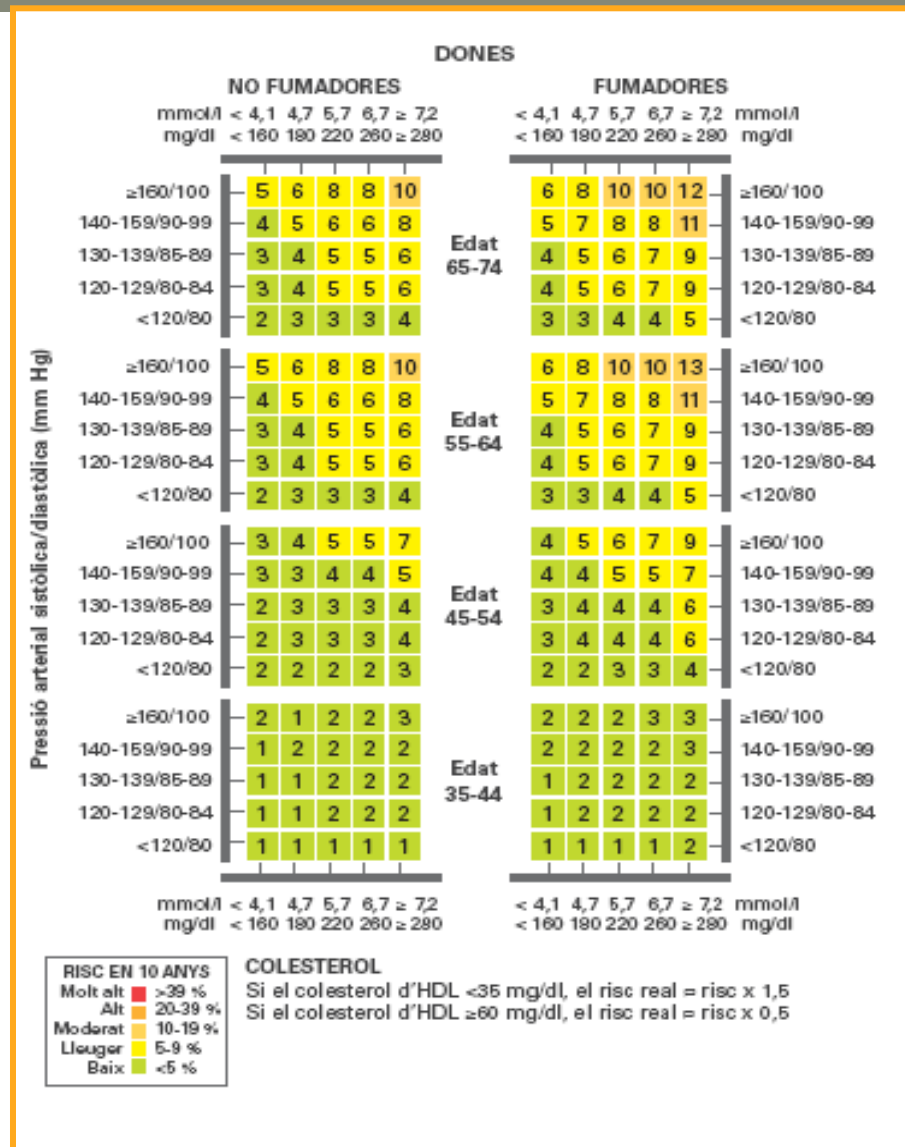 DONES
NO FUMADORES FUMADORES
mmol/l < 4,1 4,7 5,7 6,7 ≥ 7,2 < 4,1 4,7 5,7 6,7 ≥ 7,2 mmol/l
mg/dl < 160 180 220 260 ≥ 280 < 160 180 220 260 ≥ 280 mg/dl
Pressió arterial sistòlica/diastòlica (mm Hg)
≥160/100 5 6 8 8 10 6 8 10 10 12 ≥160/100
140-159/90-99 4 5 6 6 8 5 7 8 8 11 140-159/90-99
130-139/85-89 3 4 5 5 6 Edat 65-74 4 5 6 7 9 130-139/85-89
120-129/80-84 3 4 5 5 6 4 5 6 7 9 120-129/80-84
<120/80 2 3 3 3 4 3 3 4 4 5 <120/80
≥160/100 5 6 8 8 10 6 8 10 10 13 ≥160/100
140-159/90-99 4 5 6 6 8 5 7 8 8 11 140-159/90-99
130-139/85-89 3 4 5 5 6 Edat 55-64 4 5 6 7 9 130-139/85-89
120-129/80-84 3 4 5 5 6 4 5 6 7 9 120-129/80-84
<120/80 2 3 3 3 4 3 3 4 4 5 <120/80
≥160/100 3 4 5 5 7 4 5 6 7 9 ≥160/100
140-159/90-99 3 3 4 4 5 4 4 5 5 7 140-159/90-99
130-139/85-89 2 3 3 3 4 Edat 45-54 3 4 4 4 6 130-139/85-89
120-129/80-84 2 3 3 3 4 3 4 4 4 6 120-129/80-84
<120/80 2 2 2 2 3 2 2 3 3 4 <120/80
≥160/100 2 1 2 2 3 2 2 2 3 3 ≥160/100
140-159/90-99 1 2 2 2 2 2 2 2 2 3 140-159/90-99
130-139/85-89 1 1 2 2 2 Edat 35-44 1 2 2 2 2 130-139/85-89
120-129/80-84 1 1 2 2 2 1 2 2 2 2 120-129/80-84
<120/80 1 1 1 1 1 1 1 1 1 2 <120/80
mmol/l < 4,1 4,7 5,7 6,7 ≥ 7,2 < 4,1 4,7 5,7 6,7 ≥ 7,2 mmol/l
mg/dl < 160 180 220 260 ≥ 280 < 160 180 220 260 ≥ 280 mg/dl
RISC EN 10 ANYS
Molt alt >39 %
Alt 20-39 %
Moderat 10-19 %
Lleuger 5-9 %
Baix <5 %
COLESTEROL
Si el colesterol d'HDL <35 mg/dl, el risc real = risc x 1,5
Si el colesterol d'HDL ≥60 mg/dl, el risc real = risc x 0,5